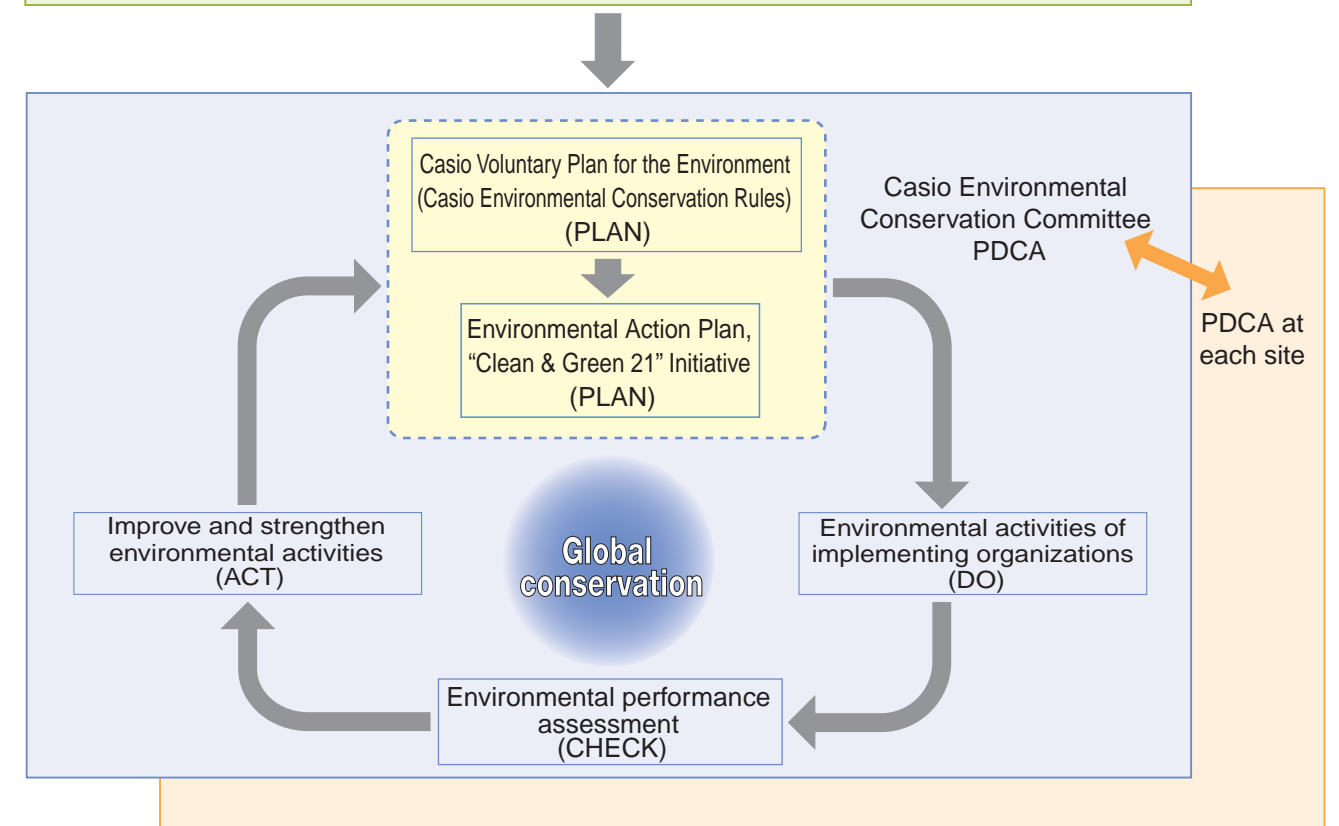 Casio Voluntary Plan for the Environment
(Casio Environmental Conservation Rules)
(PLAN)
Casio Environmental
Conservation Committee
PDCA
Environmental Action Plan,
“Clean & Green 21” Initiative
(PLAN)
PDCA at
each site
Improve and strengthen
environmental activities
(ACT)
Global
conservation
Environmental activities of
implementing organizations
(DO)
Environmental performance
assessment
(CHECK)